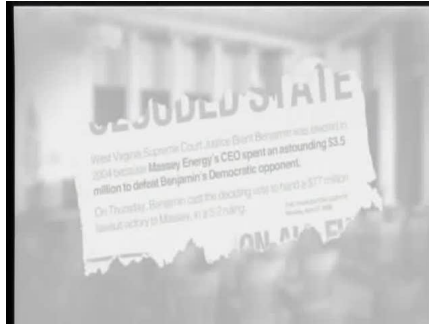 CLOUDED STATE
West Virginia Supreme Court Justice Brent Benjamin was elected in
2004 because Massey Energy's CEO spent an astounding $3.5
million to defeat Benjamin's Democratic opponent.
On Thursday, Benjamin cast the deciding vote to hand a $77 million
lawsuit victory to Massey, in a 3-2 ruling.